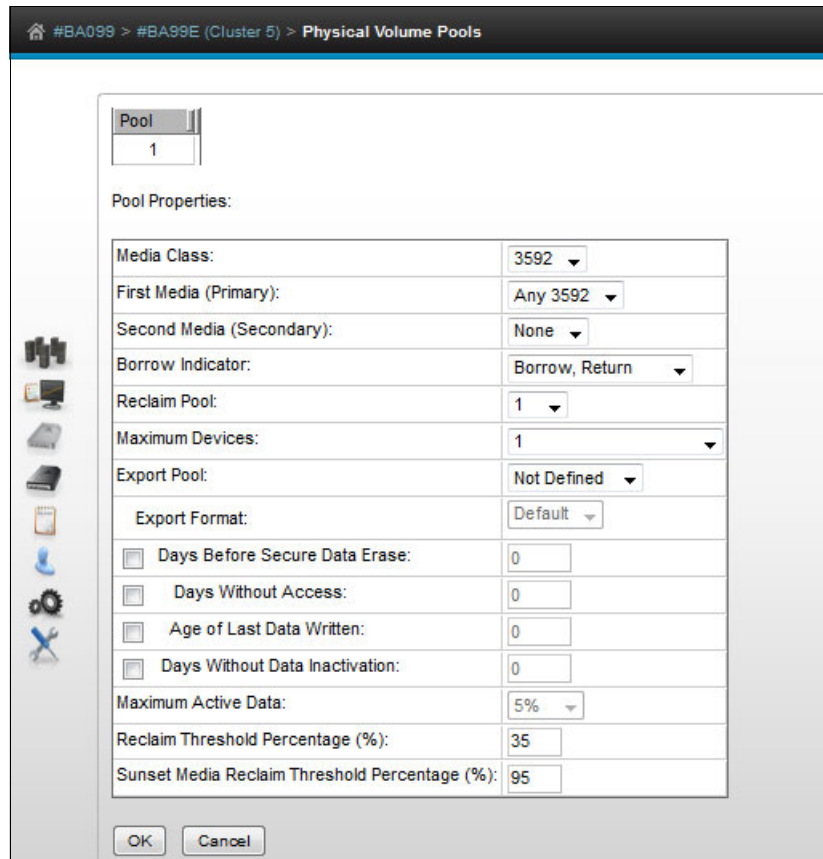 #BA099 > #BA99E (Cluster 5) > Physical Volume Pools
Pool
1
Pool Properties:
Media Class: 3592
First Media (Primary): Any 3592
Second Media (Secondary): None
Borrow Indicator: Borrow, Return
Reclaim Pool: 1
Maximum Devices: 1
Export Pool: Not Defined
Export Format: Default
Days Before Secure Data Erase: 0
Days Without Access: 0
Age of Last Data Written: 0
Days Without Data Inactivation: 0
Maximum Active Data: 5%
Reclaim Threshold Percentage (%): 35
Sunset Media Reclaim Threshold Percentage (%): 95
OK Cancel